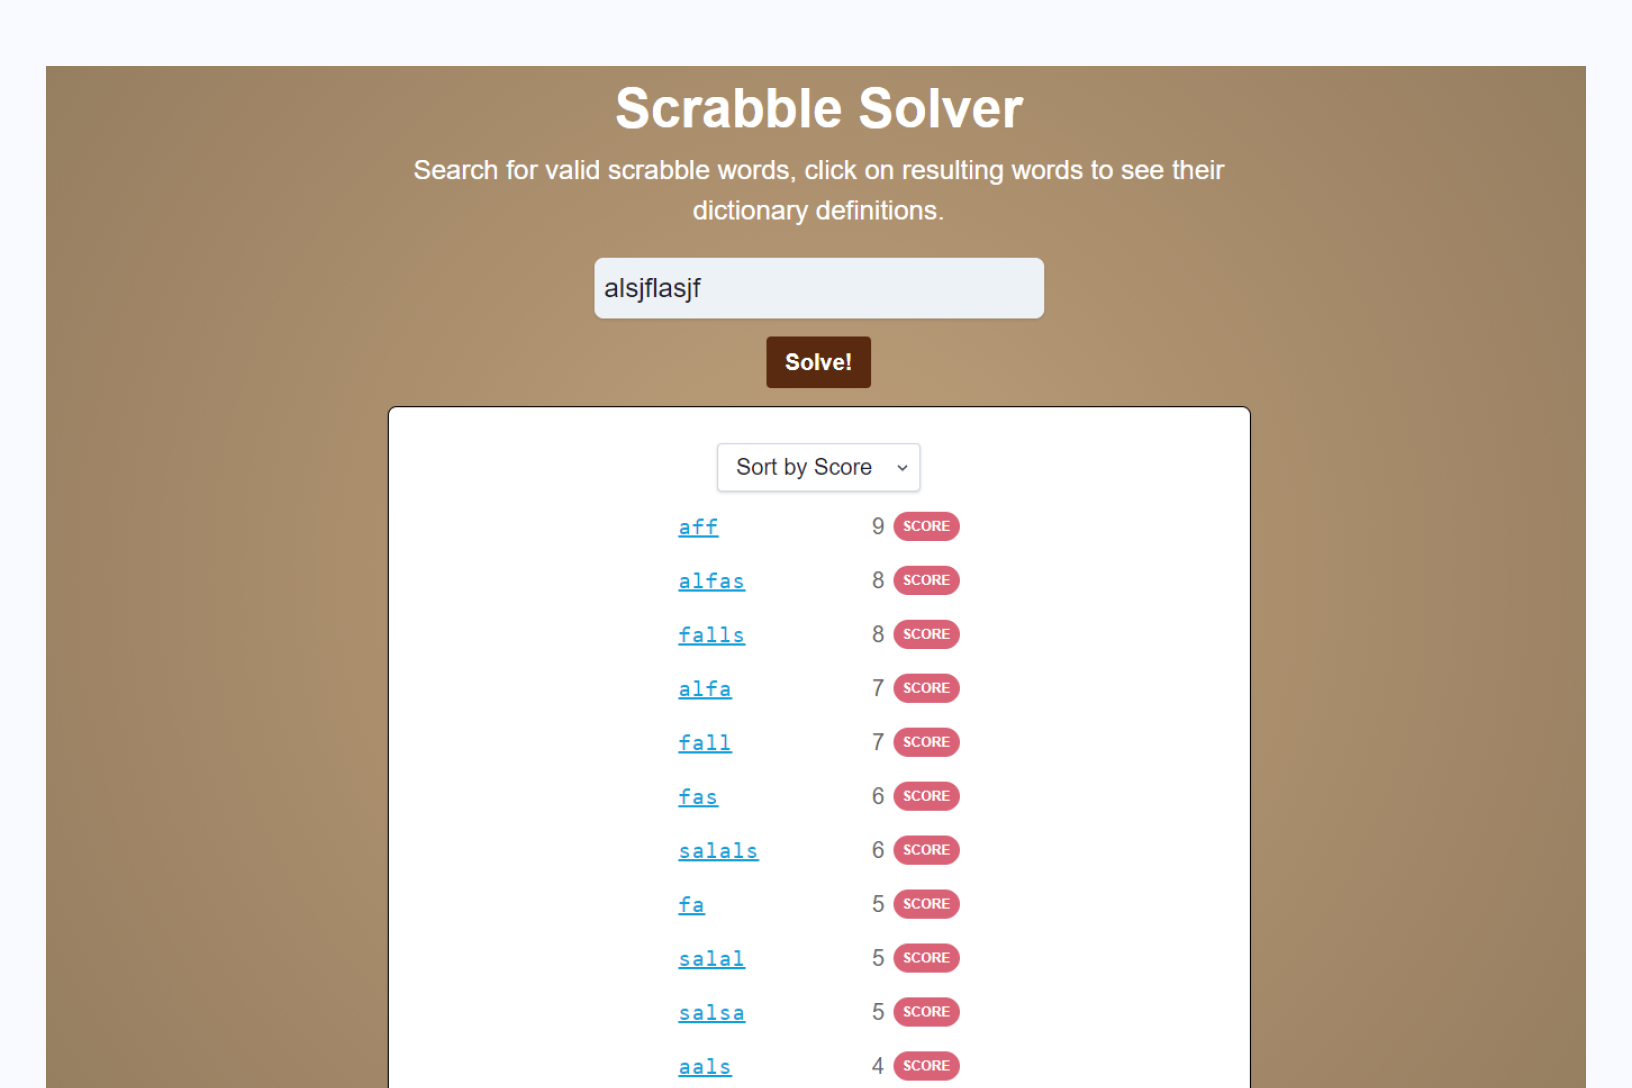 Scrabble Solver
Search for valid scrabble words, click on resulting words to see their
dictionary definitions.
alsjflasjf
Solve!
Sort by Score
aff 9 SCORE
alfas 8 SCORE
falls 8 SCORE
alfa 7 SCORE
fall 7 SCORE
fas 6 SCORE
salals 6 SCORE
fa 5 SCORE
salal 5 SCORE
salsa 5 SCORE
aals 4 SCORE